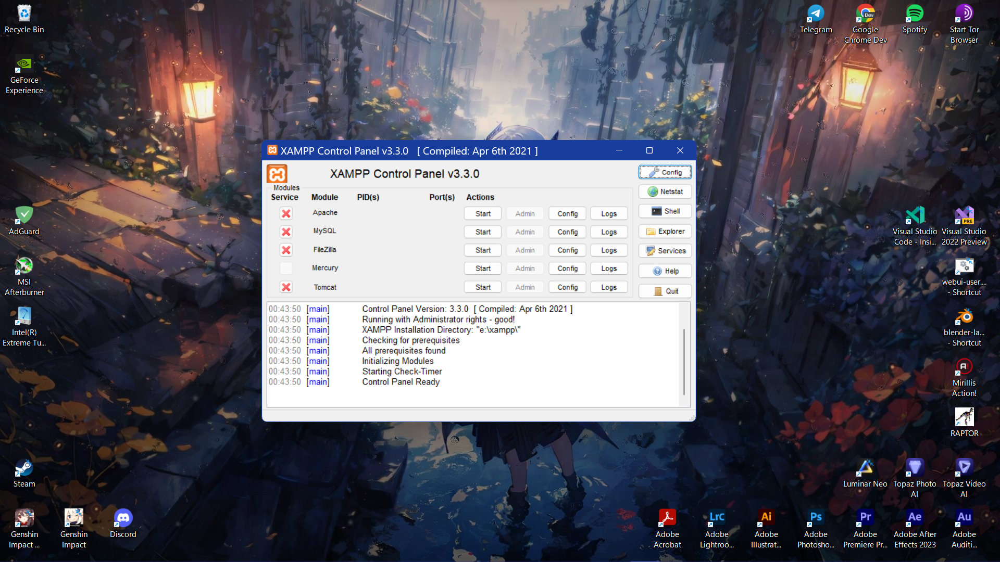 Recycle Bin
GeForce
Experience
AdGuard
MSI
Afterburner
Intel(R)
Extreme Tu...
Steam
Genshin
Impact ...
Genshin
Impact
Discord
Telegram
Google
Chrome Dev
Dev
Spotify
Start Tor
Browser
XAMPP Control Panel v3.3.0 [ Compiled: Apr 6th 2021 ]
XAMPP Control Panel v3.3.0
Config
Modules
Service Module PID(s) Port(s) Actions
Apache Start Admin Config Logs
MySQL Start Admin Config Logs
FileZilla Start Admin Config Logs
Mercury Start Admin Config Logs
Tomcat Start Admin Config Logs
Netstat
Shell
Explorer
Services
Help
Quit
00:43:50 [main] Control Panel Version: 3.3.0 [ Compiled: Apr 6th 2021 ]
00:43:50 [main] Running with Administrator rights - good!
00:43:50 [main] XAMPP Installation Directory: "e:\xampp\"
00:43:50 [main] Checking for prerequisites
00:43:50 [main] All prerequisites found
00:43:50 [main] Initializing Modules
00:43:50 [main] Starting Check-Timer
00:43:50 [main] Control Panel Ready
Visual Studio
Code - Insi...
PRE
Visual Studio
2022 Preview
webui-user....
- Shortcut
blender-la...
- Shortcut
Mirillis
Action!
RAPTOR
Luminar Neo
Topaz Photo
AI
Topaz Video
AI
Adobe
Acrobat
LrC
Adobe
Lightroo...
Ai
Adobe
Illustrat...
Ps
Adobe
Photosho...
Pr
Adobe
Premiere Pr...
Ae
Adobe After
Effects 2023
Au
Adobe
Auditi...